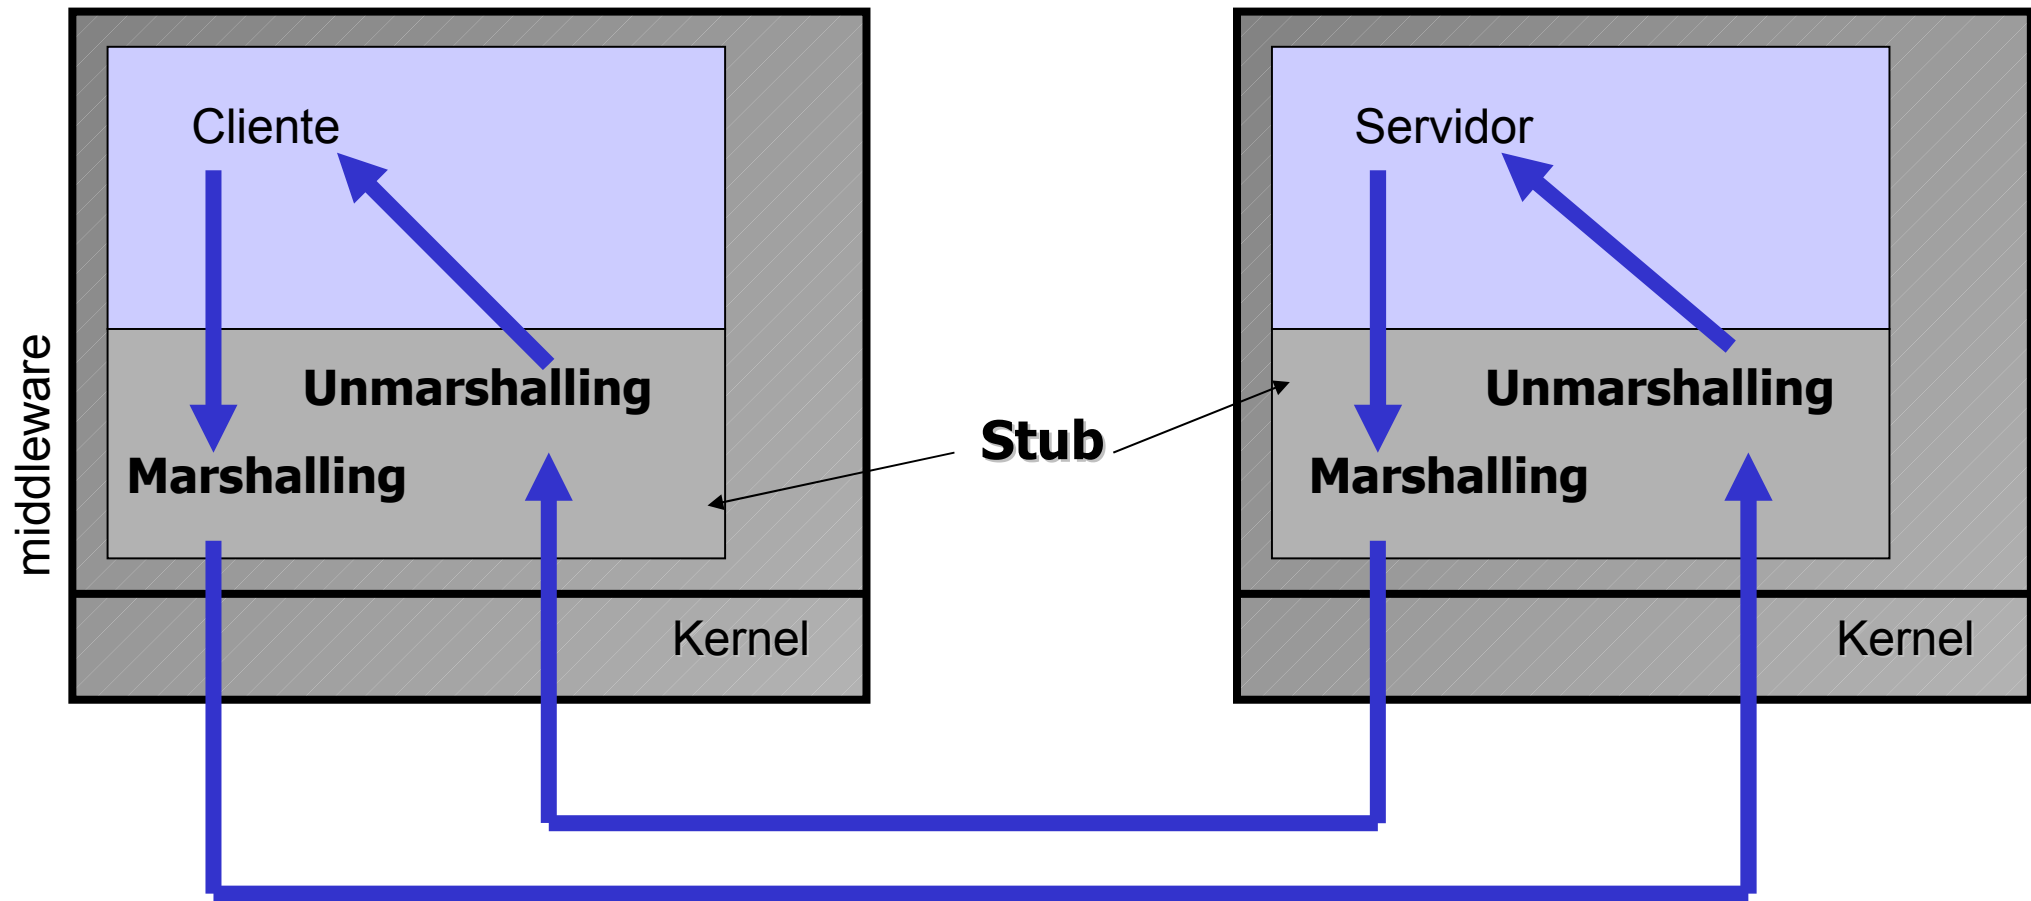 Cliente
Servidor
middleware
Unmarshalling
Marshalling
Stub
Unmarshalling
Marshalling
Kernel
Kernel